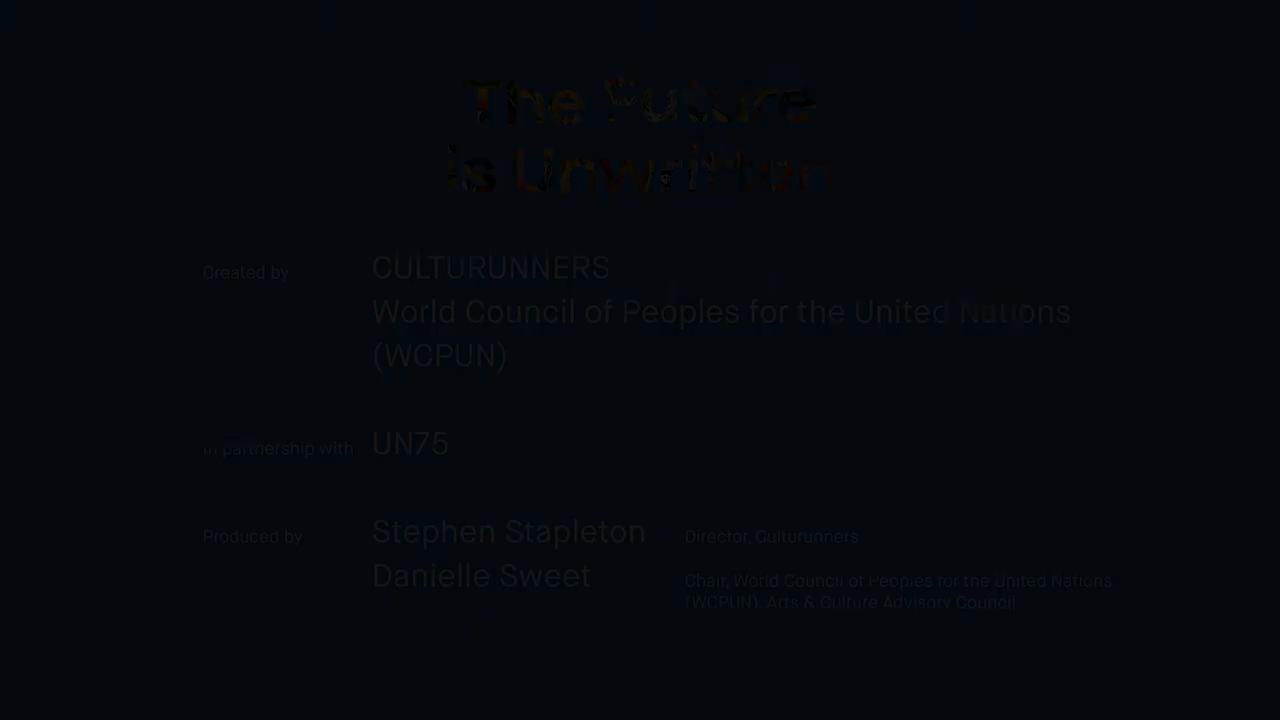 The Future
is Unwritten
Created by CULTURUNNERS
World Council of Peoples for the United Nations
(WCPUN)
In partnership with UN75
Produced by Stephen Stapleton Director, Culturunners
Danielle Sweet Chair, World Council of Peoples for the United Nations
(WCPUN), Arts & Culture Advisory Council